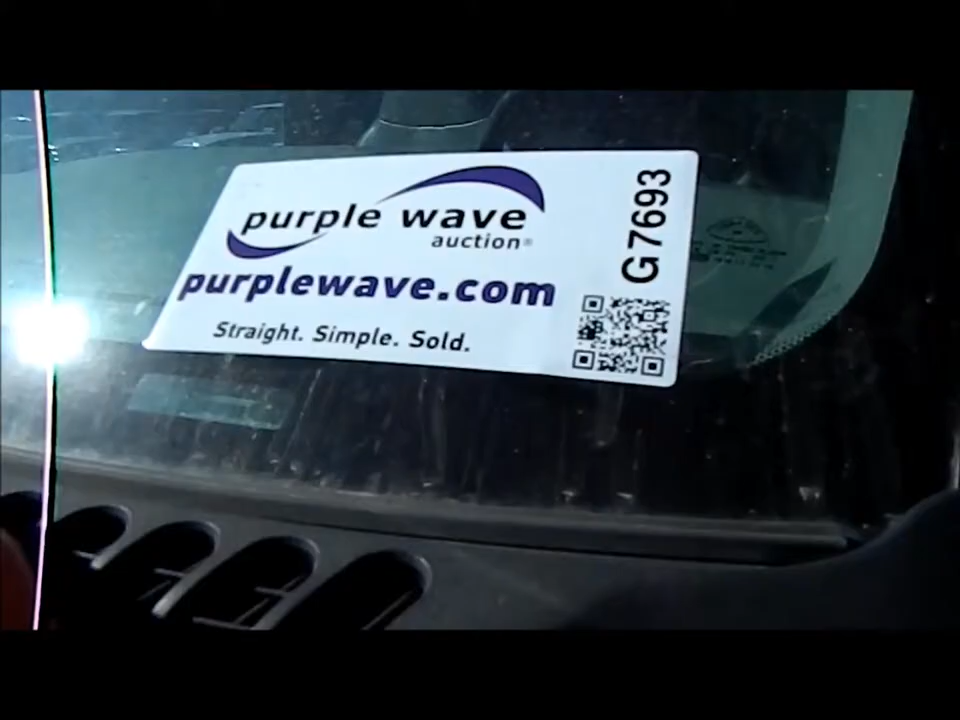 purple wave
auction®
purplewave.com
Straight. Simple. Sold.
G7693